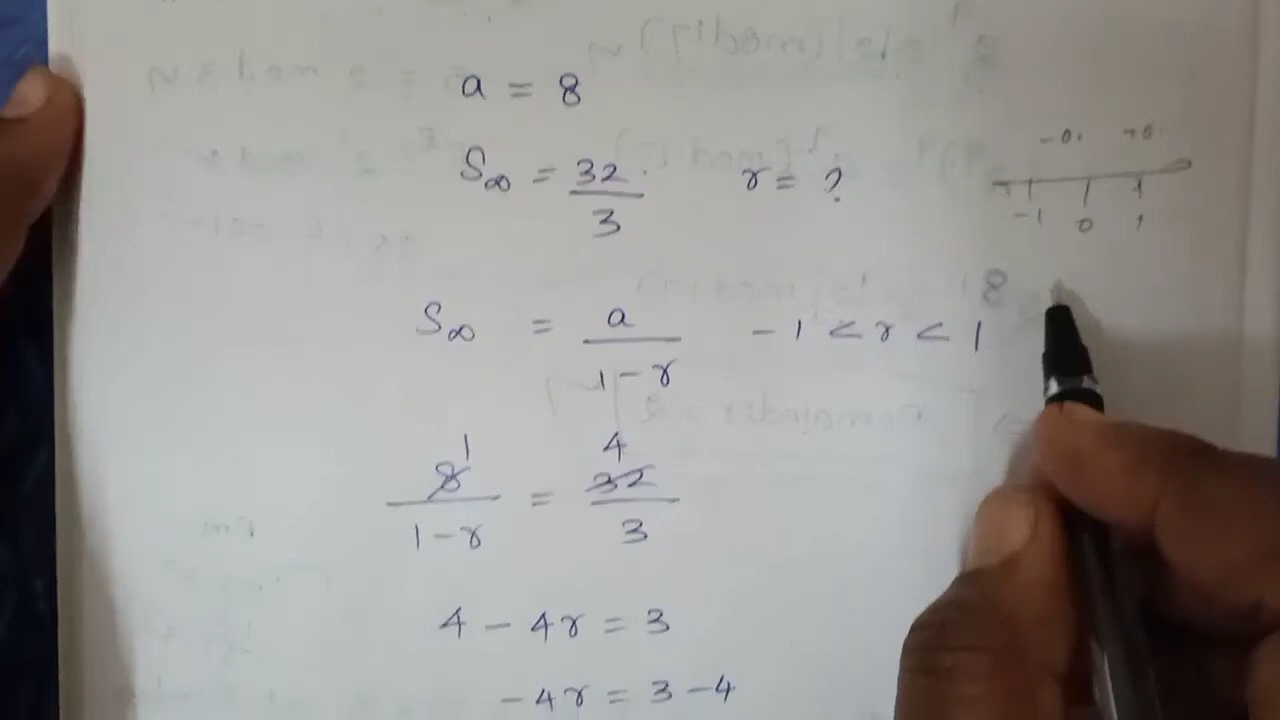 a = 8
S∞ = 32/3 r = ?
-1 0 1
S∞ = a/(1-r) -1 < r < 1
8 1/(1-r) = 32 4/3
4 - 4r = 3
-4r = 3 - 4